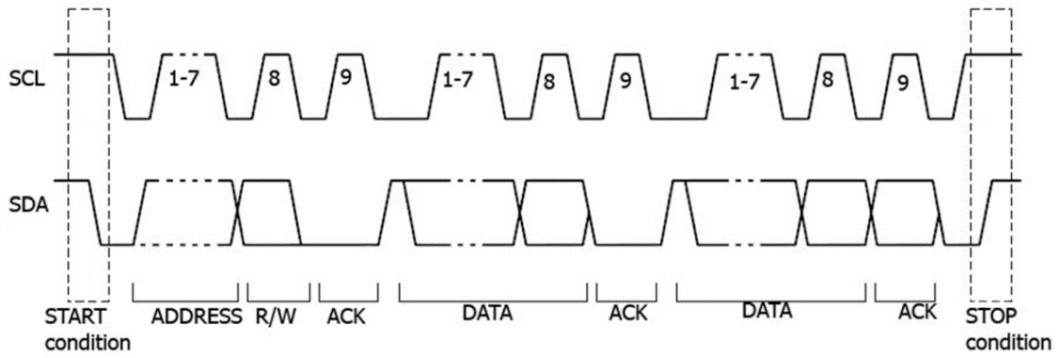 SCL 1-7 8 9 1-7 8 9 1-7 8 9
SDA
START condition ADDRESS R/W ACK DATA ACK DATA ACK STOP condition